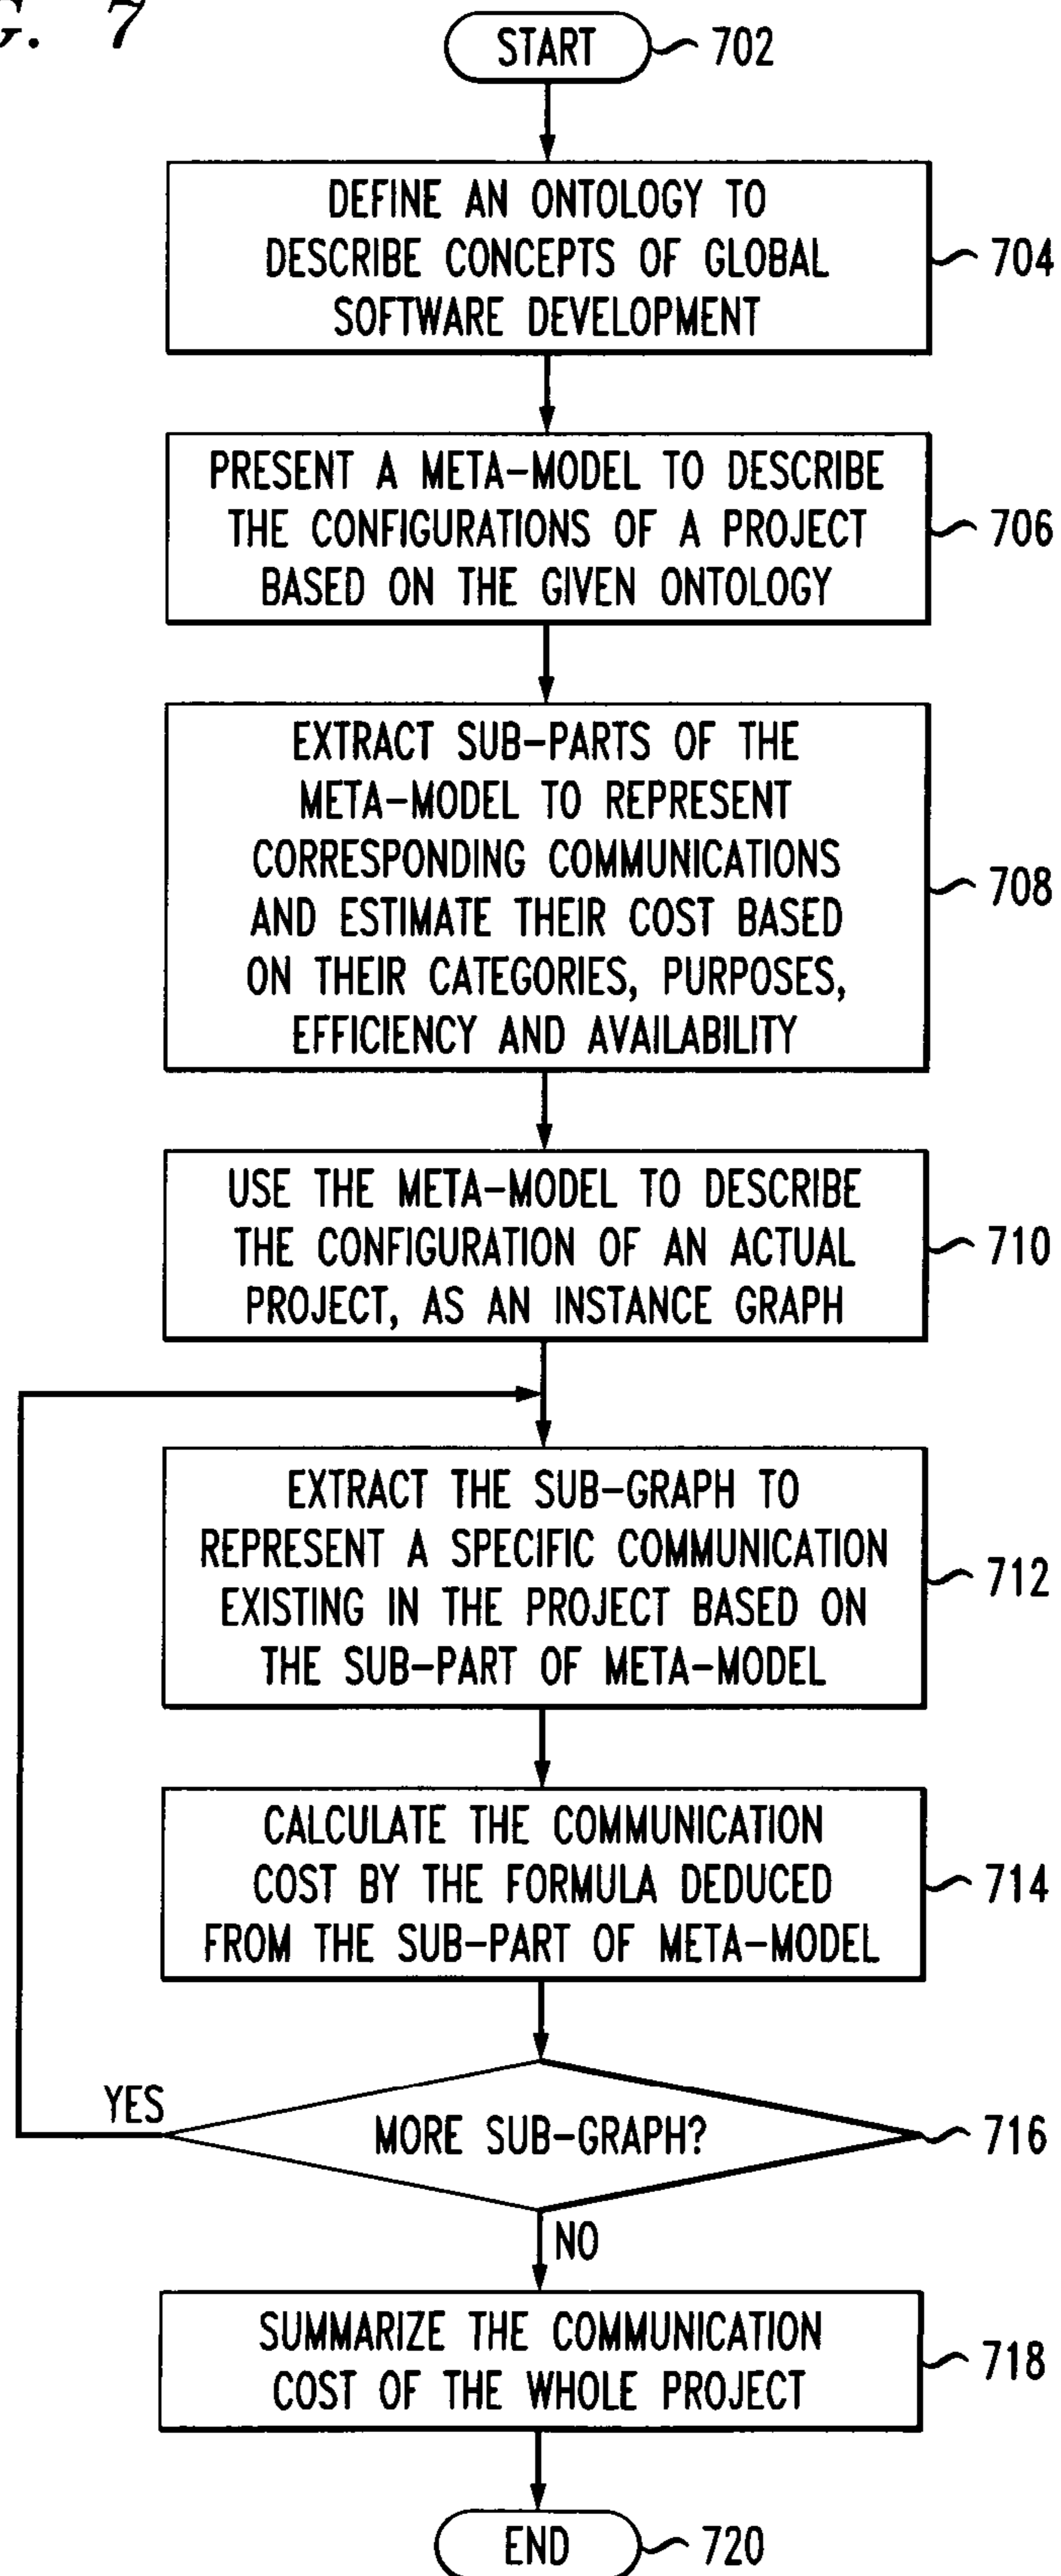 G. 7
START
702
DEFINE AN ONTOLOGY TO
DESCRIBE CONCEPTS OF GLOBAL
SOFTWARE DEVELOPMENT
704
PRESENT A META-MODEL TO DESCRIBE
THE CONFIGURATIONS OF A PROJECT
BASED ON THE GIVEN ONTOLOGY
706
EXTRACT SUB-PARTS OF THE
META-MODEL TO REPRESENT
CORRESPONDING COMMUNICATIONS
AND ESTIMATE THEIR COST BASED
ON THEIR CATEGORIES, PURPOSES,
EFFICIENCY AND AVAILABILITY
708
USE THE META-MODEL TO DESCRIBE
THE CONFIGURATION OF AN ACTUAL
PROJECT, AS AN INSTANCE GRAPH
710
EXTRACT THE SUB-GRAPH TO
REPRESENT A SPECIFIC COMMUNICATION
EXISTING IN THE PROJECT BASED ON
THE SUB-PART OF META-MODEL
712
CALCULATE THE COMMUNICATION
COST BY THE FORMULA DEDUCED
FROM THE SUB-PART OF META-MODEL
714
YES
MORE SUB-GRAPH?
716
NO
SUMMARIZE THE COMMUNICATION
COST OF THE WHOLE PROJECT
718
END
720